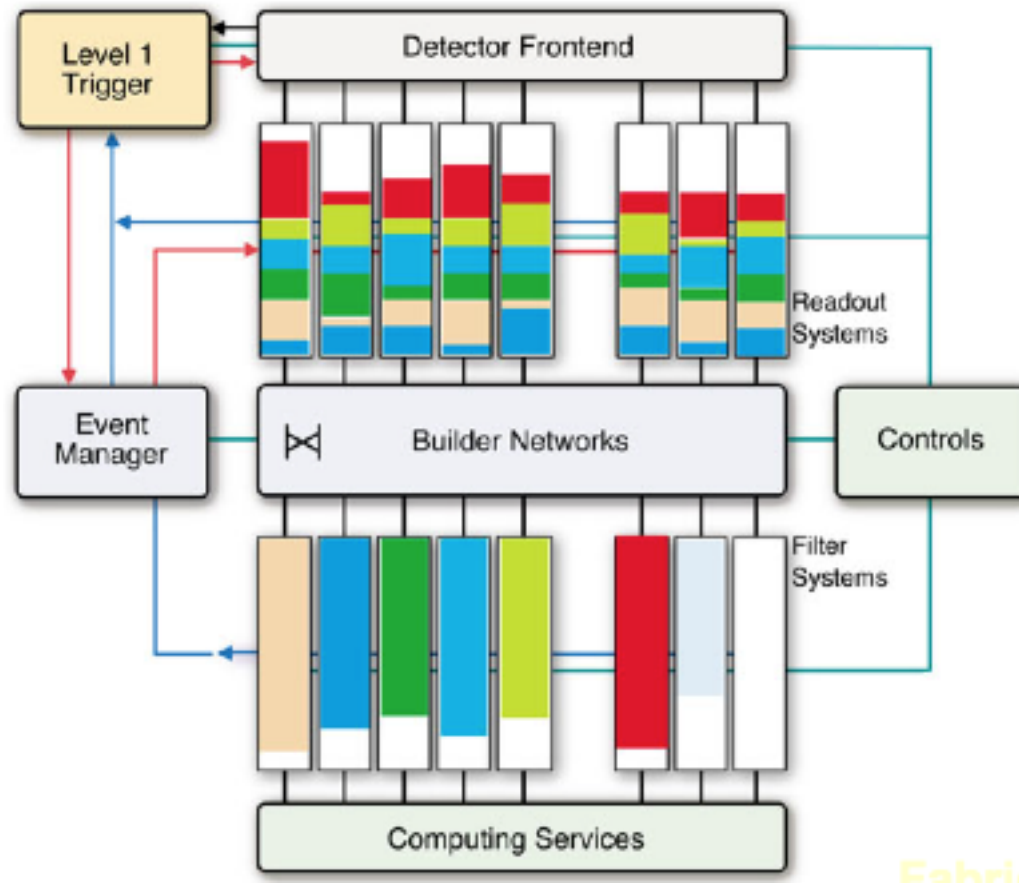 Level 1
Trigger
Detector Frontend
Readout
Systems
Event
Manager
Builder Networks
Controls
Filter
Systems
Computing Services